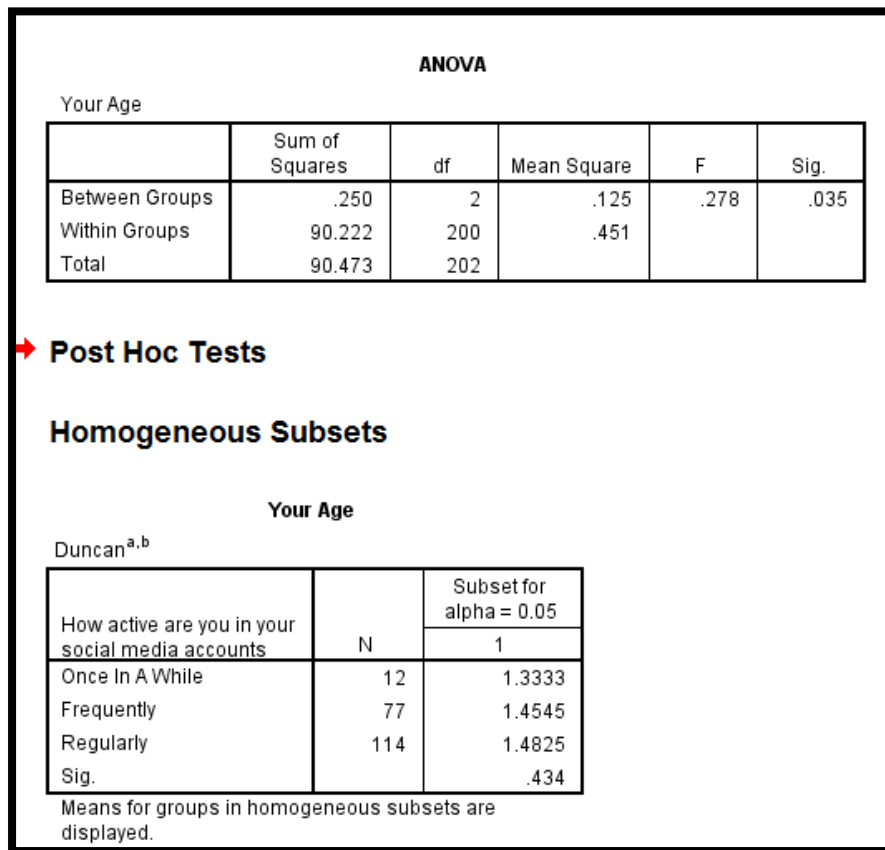 ANOVA
Your Age
Sum of Squares df Mean Square F Sig.
Between Groups .250 2 .125 .278 .035
Within Groups 90.222 200 .451
Total 90.473 202
Post Hoc Tests
Homogeneous Subsets
Your Age
Duncan^a,b
How active are you in your
social media accounts N Subset for
alpha = 0.05
1
Once In A While 12 1.3333
Frequently 77 1.4545
Regularly 114 1.4825
Sig. .434
Means for groups in homogeneous subsets are
displayed.